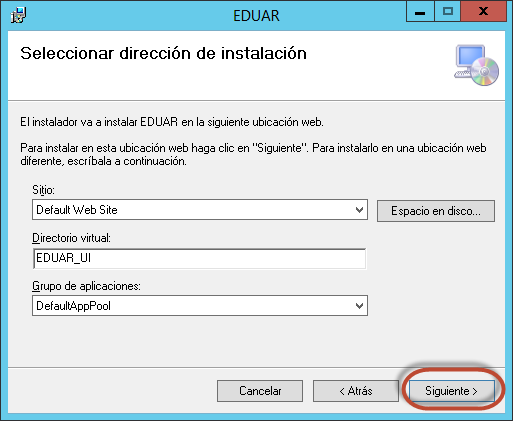 EDUAR
Seleccionar dirección de instalación
El instalador va a instalar EDUAR en la siguiente ubicación web.
Para instalar en esta ubicación web haga clic en "Siguiente". Para instalarlo en una ubicación web
diferente, escríbala a continuación.
Sitio:
Default Web Site
Espacio en disco...
Directorio virtual:
EDUAR_UI
Grupo de aplicaciones:
DefaultAppPool
Cancelar
< Atrás
Siguiente >